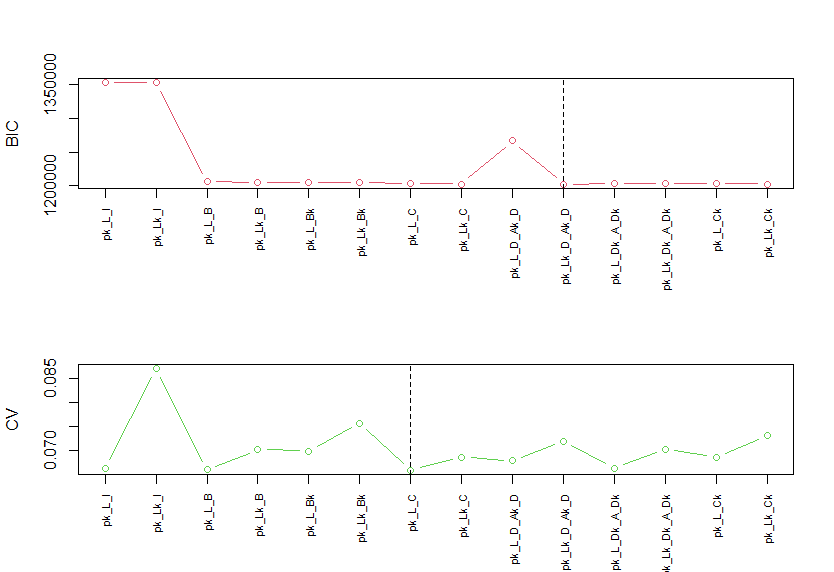 BIC
1350000
1200000
pk_L_I
pk_Lk_I
pk_L_B
pk_Lk_B
pk_L_Bk
pk_Lk_Bk
pk_L_C
pk_Lk_C
pk_L_D_Ak_D
pk_Lk_D_Ak_D
pk_L_Dk_A_Dk
pk_Lk_Dk_A_Dk
pk_L_Ck
pk_Lk_Ck
CV
0.085
0.070
pk_L_I
pk_Lk_I
pk_L_B
pk_Lk_B
pk_L_Bk
pk_Lk_Bk
pk_L_C
pk_Lk_C
pk_L_D_Ak_D
pk_Lk_D_Ak_D
pk_L_Dk_A_Dk
pk_Lk_Dk_A_Dk
pk_L_Ck
pk_Lk_Ck